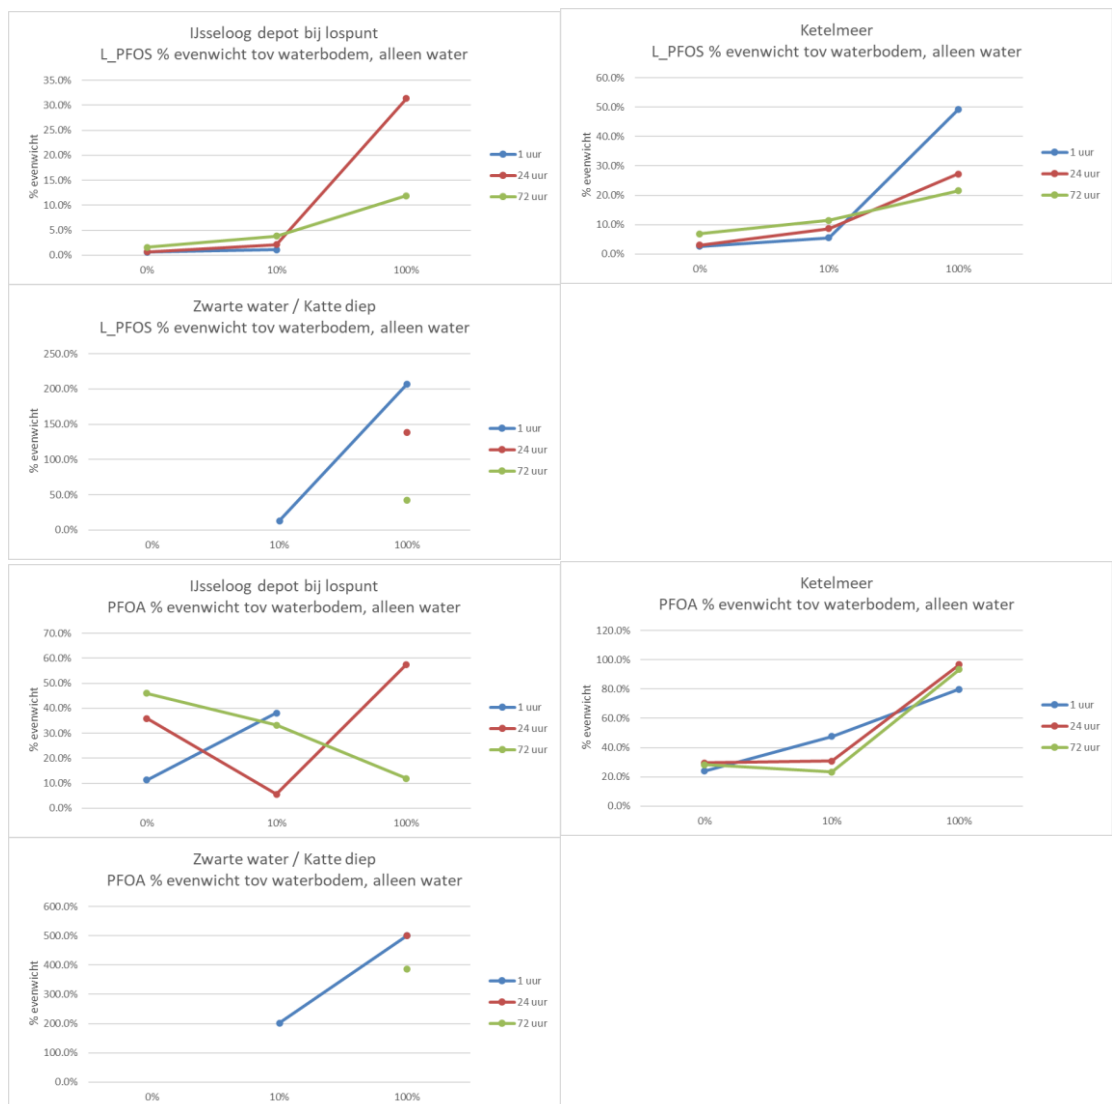 IJsseloog depot bij lospunt
L_PFOS % evenwicht tov waterbodem, alleen water
35.0%
30.0%
25.0%
20.0%
15.0%
10.0%
5.0%
0.0%
% evenwicht
0% 10% 100%
1 uur
24 uur
72 uur
Ketelmeer
L_PFOS % evenwicht tov waterbodem, alleen water
60.0%
50.0%
40.0%
30.0%
20.0%
10.0%
0.0%
% evenwicht
0% 10% 100%
1 uur
24 uur
72 uur
Zwarte water / Katte diep
L_PFOS % evenwicht tov waterbodem, alleen water
250.0%
200.0%
150.0%
100.0%
50.0%
0.0%
% evenwicht
0% 10% 100%
1 uur
24 uur
72 uur
IJsseloog depot bij lospunt
PFOA % evenwicht tov waterbodem, alleen water
70.0%
60.0%
50.0%
40.0%
30.0%
20.0%
10.0%
0.0%
% evenwicht
0% 10% 100%
1 uur
24 uur
72 uur
Ketelmeer
PFOA % evenwicht tov waterbodem, alleen water
120.0%
100.0%
80.0%
60.0%
40.0%
20.0%
0.0%
% evenwicht
0% 10% 100%
1 uur
24 uur
72 uur
Zwarte water / Katte diep
PFOA % evenwicht tov waterbodem, alleen water
600.0%
500.0%
400.0%
300.0%
200.0%
100.0%
0.0%
% evenwicht
0% 10% 100%
1 uur
24 uur
72 uur